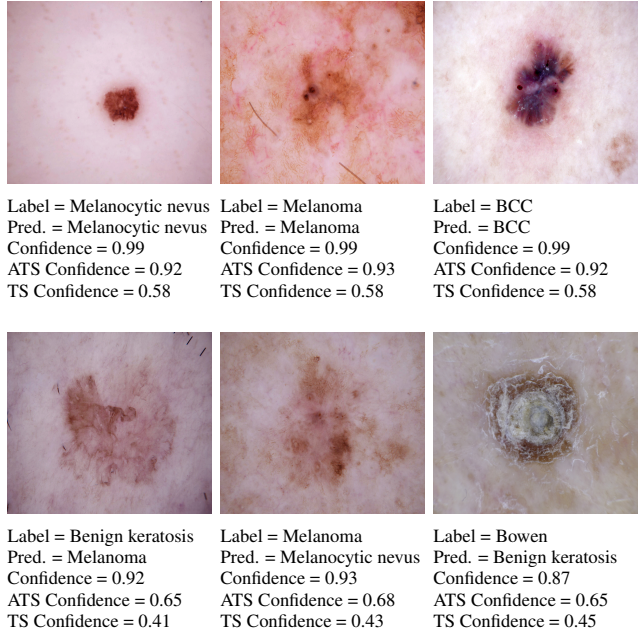 Label = Melanocytic nevus
Pred. = Melanocytic nevus
Confidence = 0.99
ATS Confidence = 0.92
TS Confidence = 0.58
Label = Melanoma
Pred. = Melanoma
Confidence = 0.99
ATS Confidence = 0.93
TS Confidence = 0.58
Label = BCC
Pred. = BCC
Confidence = 0.99
ATS Confidence = 0.92
TS Confidence = 0.58
Label = Benign keratosis
Pred. = Melanoma
Confidence = 0.92
ATS Confidence = 0.65
TS Confidence = 0.41
Label = Melanoma
Pred. = Melanocytic nevus
Confidence = 0.93
ATS Confidence = 0.68
TS Confidence = 0.43
Label = Bowen
Pred. = Benign keratosis
Confidence = 0.87
ATS Confidence = 0.65
TS Confidence = 0.45